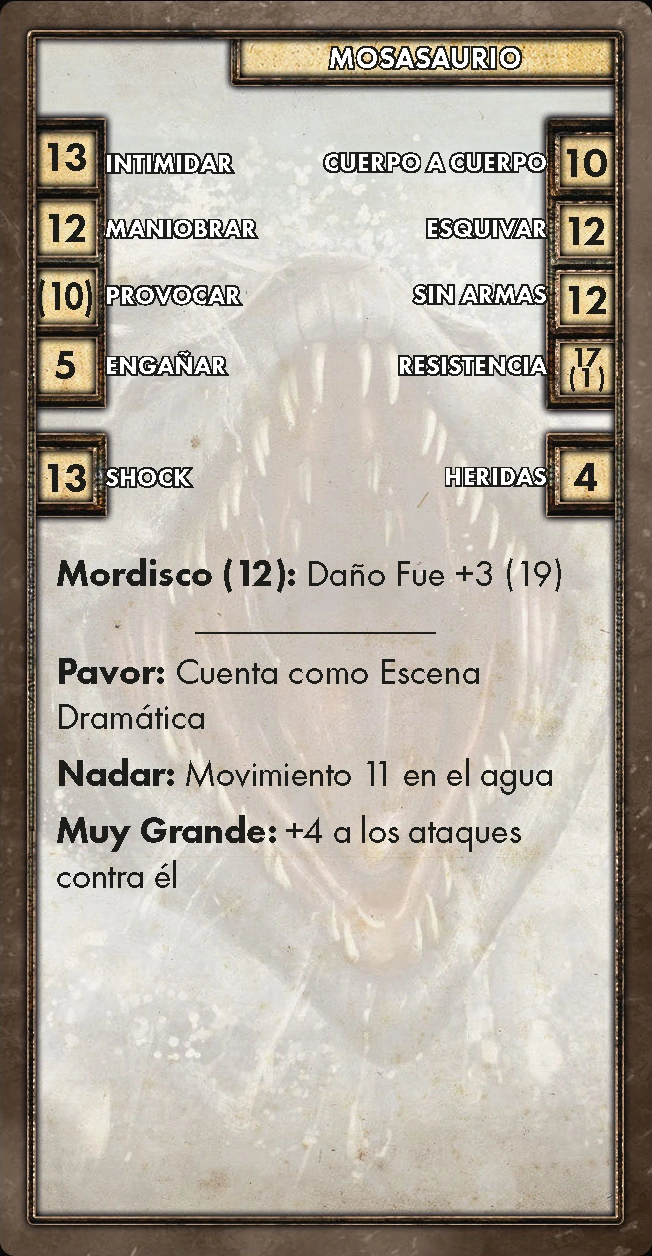 MOSASAURIO
13 INTIMIDAR CUERPO A CUERPO 10
12 MANIOBRAR ESQUIVAR 12
(10) PROVOCAR SIN ARMAS 12
5 ENGAÑAR RESISTENCIA 17 (1)
13 SHOCK HERIDAS 4
Mordisco (12): Daño Fue +3 (19)
Pavor: Cuenta como Escena
Dramática
Nadar: Movimiento 11 en el agua
Muy Grande: +4 a los ataques
contra él